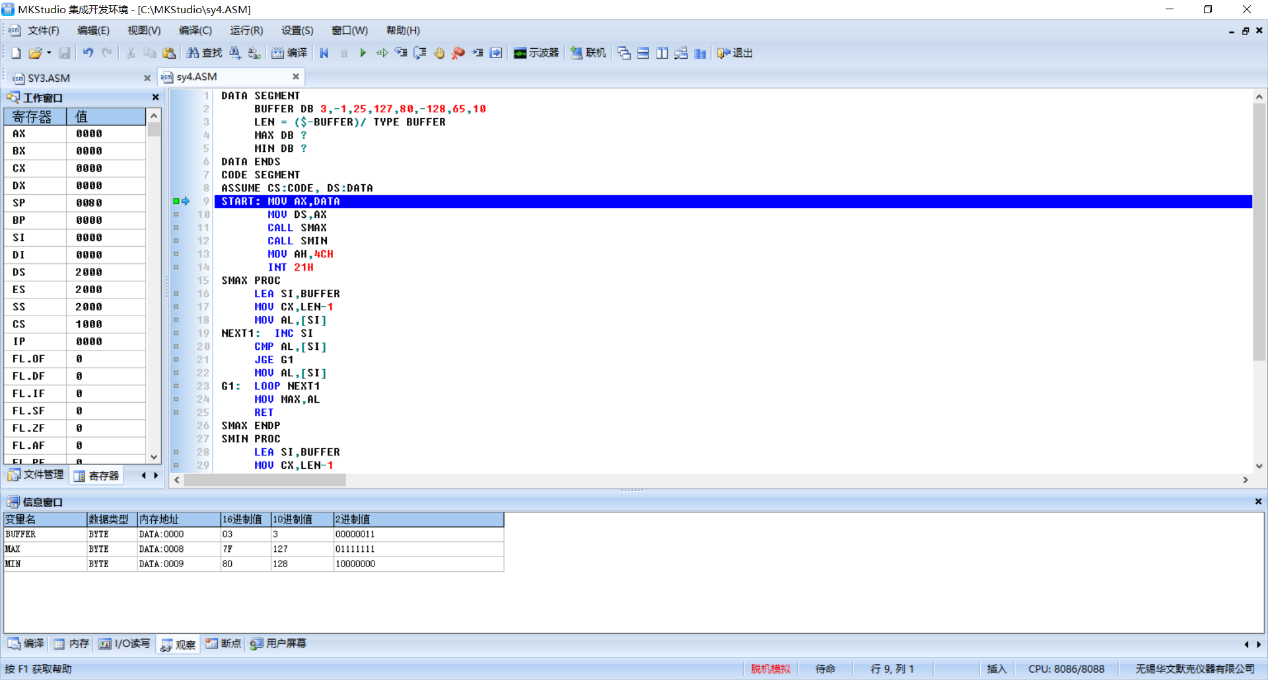 MKStudio 集成开发环境 - [C:\MKStudio\sy4.ASM]
文件(F) 编辑(E) 视图(V) 编译(C) 运行(R) 设置(S) 窗口(W) 帮助(H)
查找 编译 示波器 联机 退出
SY3.ASM sy4.ASM
工作窗口
寄存器 值
AX 0000
BX 0000
CX 0000
DX 0000
SP 0080
BP 0000
SI 0000
DI 0000
DS 2000
ES 2000
SS 2000
CS 1000
IP 0000
FL.OF 0
FL.DF 0
FL.IF 0
FL.SF 0
FL.ZF 0
FL.AF 0
FL.PF 0
文件管理 寄存器
1 DATA SEGMENT
2 BUFFER DB 3,-1,25,127,80,-128,65,10
3 LEN = ($-BUFFER)/ TYPE BUFFER
4 MAX DB ?
5 MIN DB ?
6 DATA ENDS
7 CODE SEGMENT
8 ASSUME CS:CODE, DS:DATA
9 START: MOV AX,DATA
10 MOV DS,AX
11 CALL SMAX
12 CALL SMIN
13 MOV AH,4CH
14 INT 21H
15 SMAX PROC
16 LEA SI,BUFFER
17 MOV CX,LEN-1
18 MOV AL,[SI]
19 NEXT1: INC SI
20 CMP AL,[SI]
21 JGE G1
22 MOV AL,[SI]
23 G1: LOOP NEXT1
24 MOV MAX,AL
25 RET
26 SMAX ENDP
27 SMIN PROC
28 LEA SI,BUFFER
29 MOV CX,LEN-1
信息窗口
变量名 数据类型 内存地址 16进制值 10进制值 2进制值
BUFFER BYTE DATA:0000 03 3 00000011
MAX BYTE DATA:0008 7F 127 01111111
MIN BYTE DATA:0009 80 128 10000000
编译 内存 I/O读写 观察 断点 用户屏幕
按 F1 获取帮助 脱机模拟 待命 行 9, 列 1 插入 CPU: 8086/8088 无锡华文默克仪器有限公司